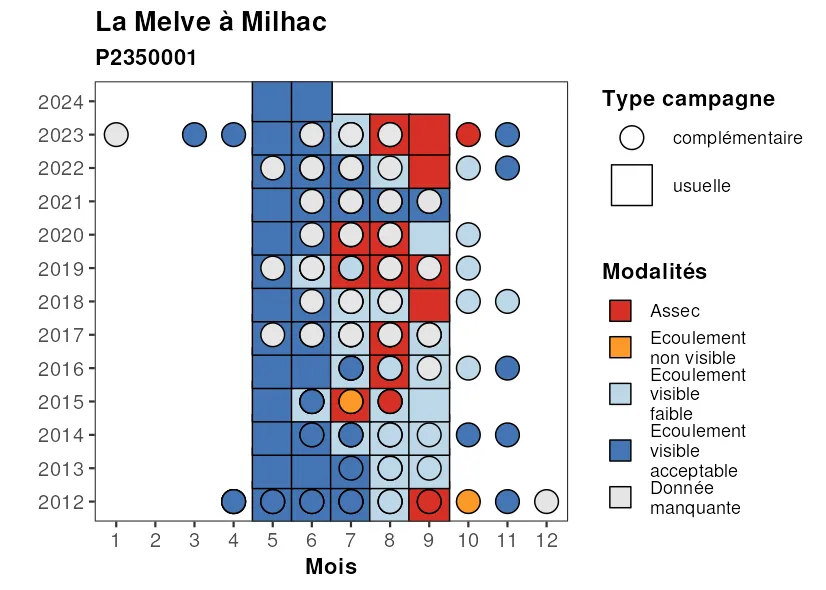 La Melve à Milhac
P2350001
2024
2023
2022
2021
2020
2019
2018
2017
2016
2015
2014
2013
2012
1 2 3 4 5 6 7 8 9 10 11 12
Mois
Type campagne
complémentaire
usuelle
Modalités
Assec
Ecoulement
non visible
Ecoulement
visible
faible
Ecoulement
visible
acceptable
Donnée
manquante